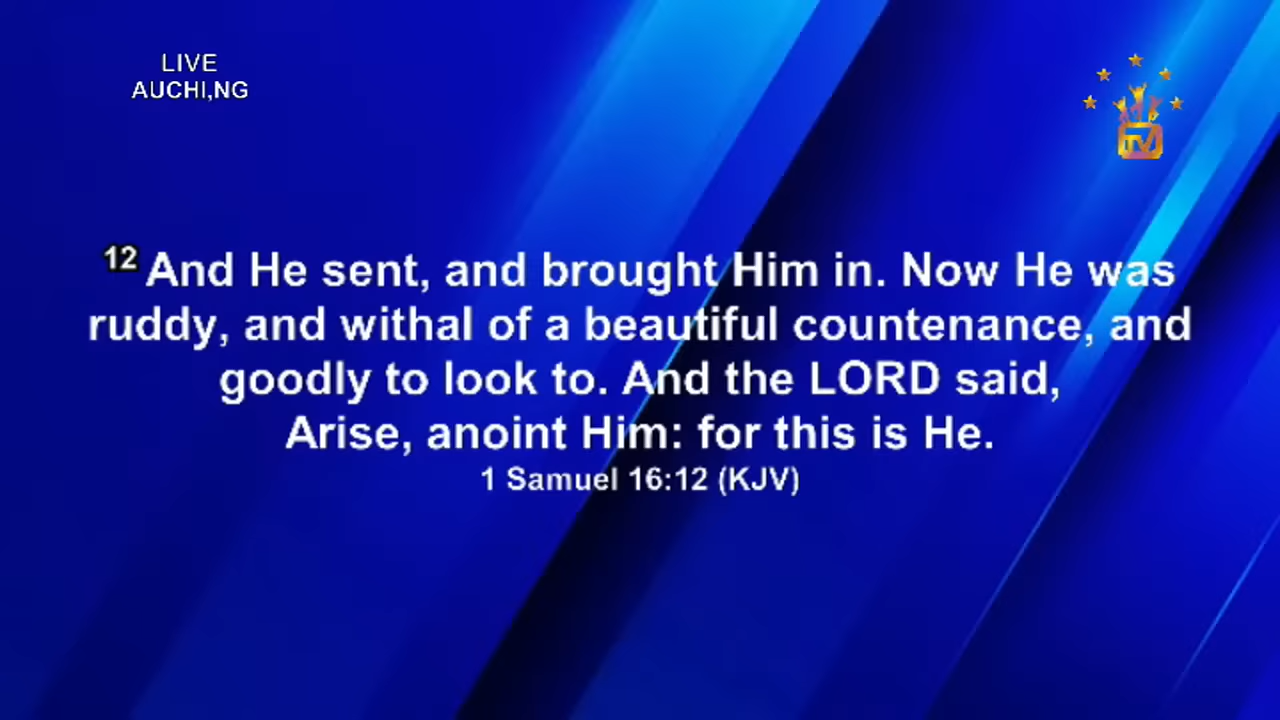 LIVE
AUCHI,NG
TV
12 And He sent, and brought Him in. Now He was
ruddy, and withal of a beautiful countenance, and
goodly to look to. And the LORD said,
Arise, anoint Him: for this is He.
1 Samuel 16:12 (KJV)